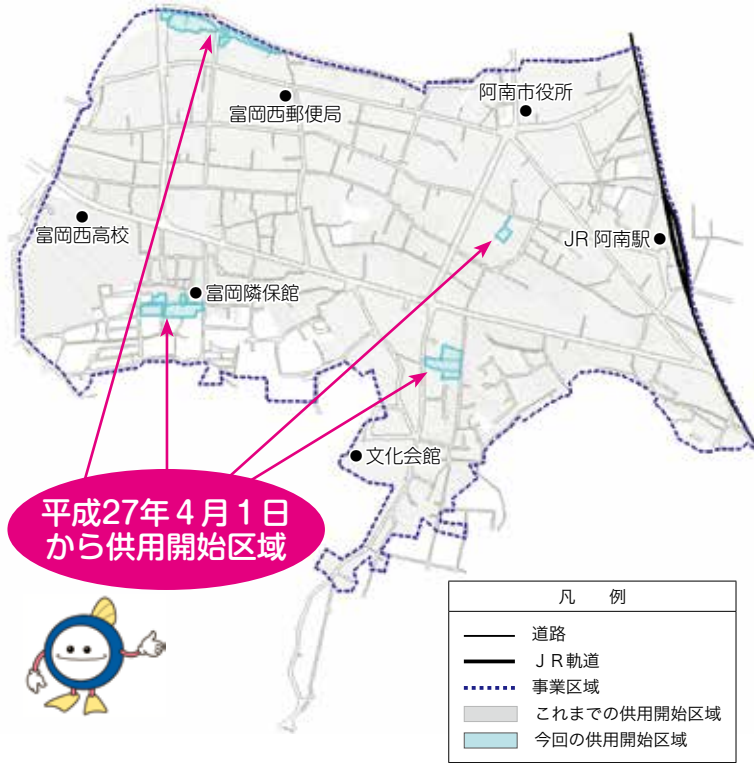 富岡西郵便局
阿南市役所
富岡西高校
JR 阿南駅
富岡隣保館
文化会館
平成27年４月１日
から供用開始区域
凡　例
道路
ＪＲ軌道
事業区域
これまでの供用開始区域
今回の供用開始区域